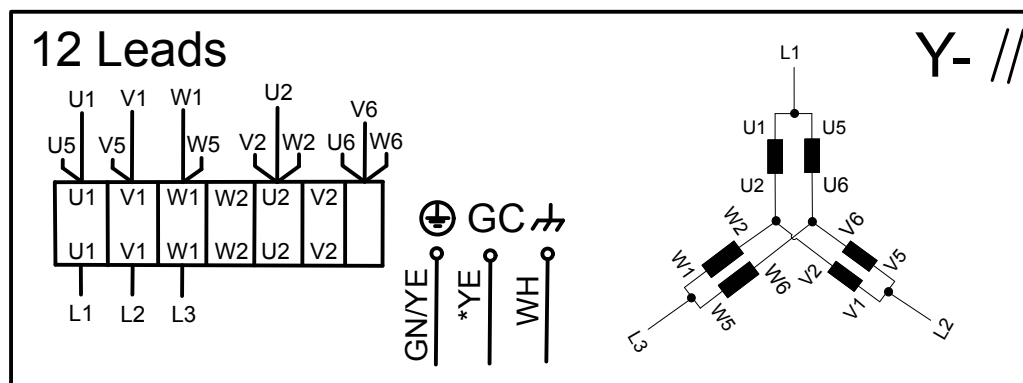 12 Leads
Y- //
U1 V1 W1 U2 V6
U5 V5 W5 V2 W2 U6 W6
U1 V1 W1 W2 U2 V2
U1 V1 W1 W2 U2 V2
L1 L2 L3
GC
GN/YE
*YE
WH
L1
U1 U5
U2 U6
W2 V6
W1 W6 V2 V5
W5 V1
L3 L2